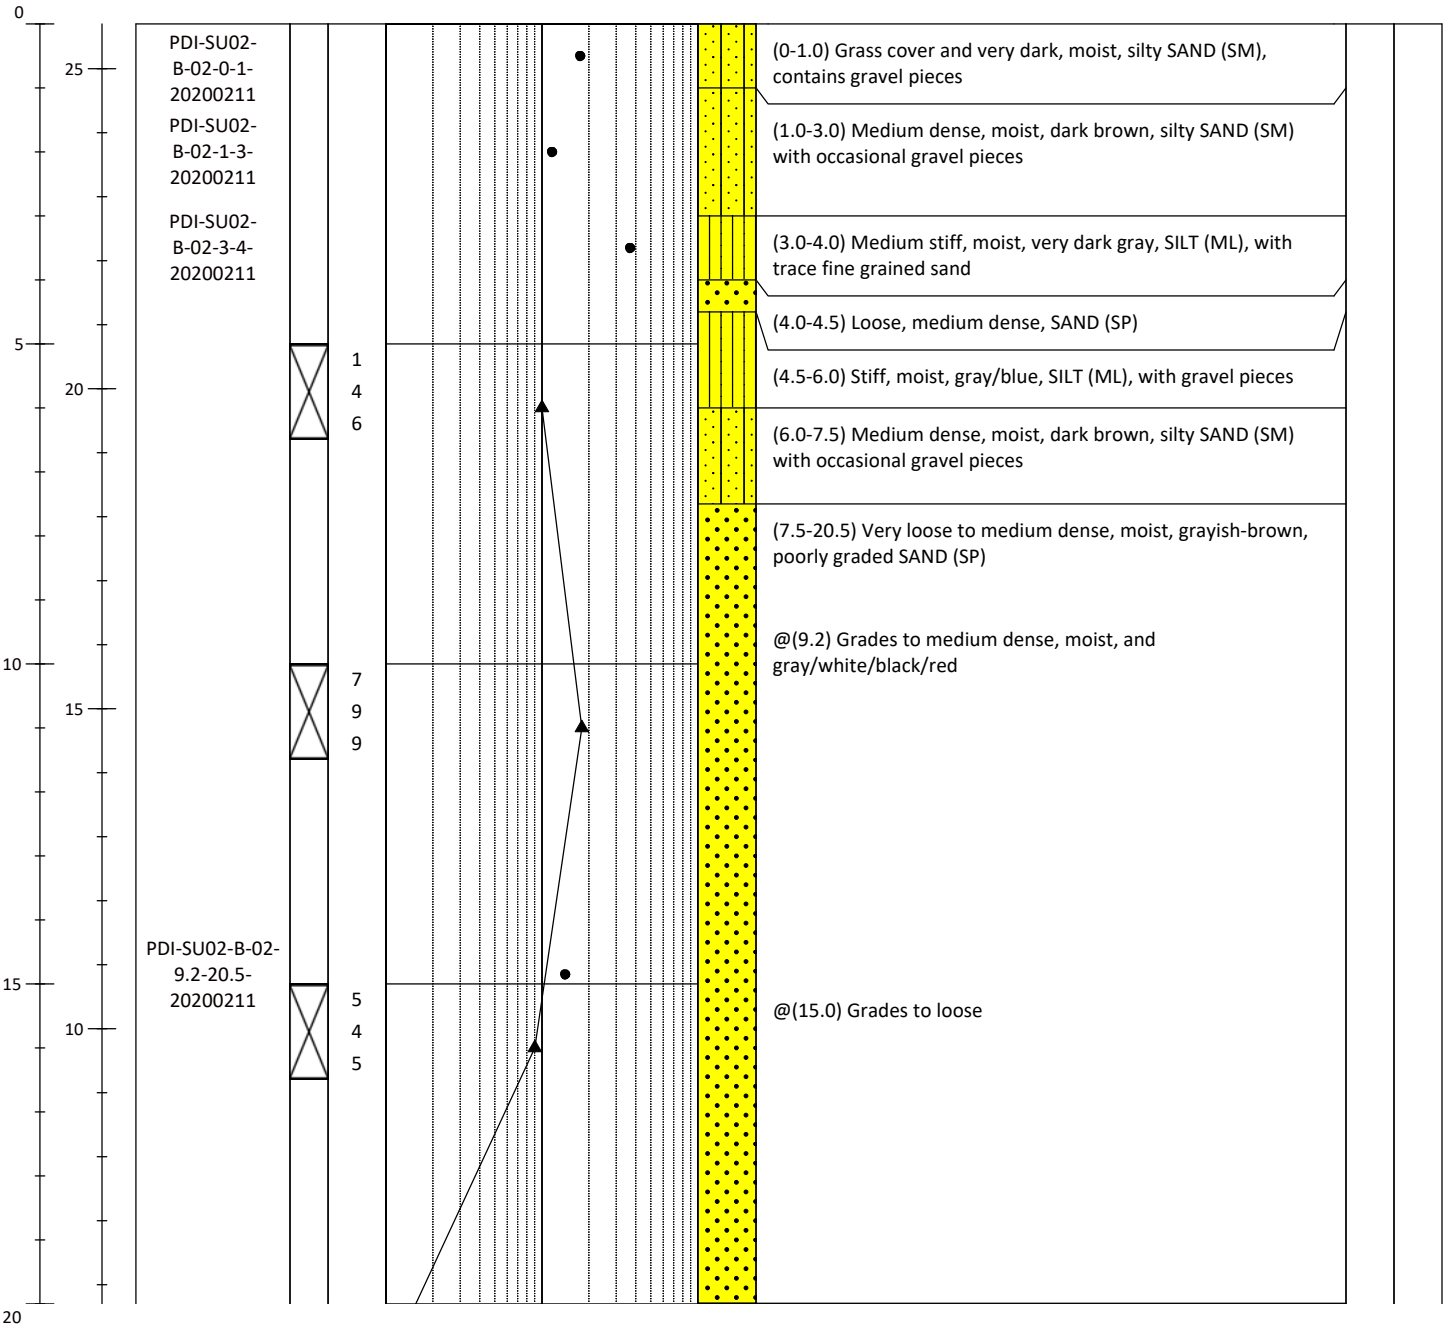 0
PDI-SU02-
B-02-0-1-
20200211
(0-1.0) Grass cover and very dark, moist, silty SAND (SM),
contains gravel pieces
25
PDI-SU02-
B-02-1-3-
20200211
(1.0-3.0) Medium dense, moist, dark brown, silty SAND (SM)
with occasional gravel pieces
PDI-SU02-
B-02-3-4-
20200211
(3.0-4.0) Medium stiff, moist, very dark gray, SILT (ML), with
trace fine grained sand
(4.0-4.5) Loose, medium dense, SAND (SP)
5
1
4
6
20
(4.5-6.0) Stiff, moist, gray/blue, SILT (ML), with gravel pieces
(6.0-7.5) Medium dense, moist, dark brown, silty SAND (SM)
with occasional gravel pieces
(7.5-20.5) Very loose to medium dense, moist, grayish-brown,
poorly graded SAND (SP)
@(9.2) Grades to medium dense, moist, and
gray/white/black/red
10
7
9
9
15
PDI-SU02-B-02-
9.2-20.5-
20200211
15
5
4
5
@(15.0) Grades to loose
10
20